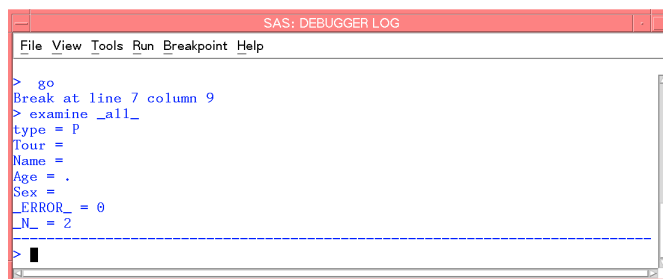 SAS: DEBUGGER LOG
File View Tools Run Breakpoint Help
> go
Break at line 7 column 9
> examine _all_
type = P
Tour =
Name =
Age = .
Sex =
_ERROR_ = 0
_N_ = 2
>